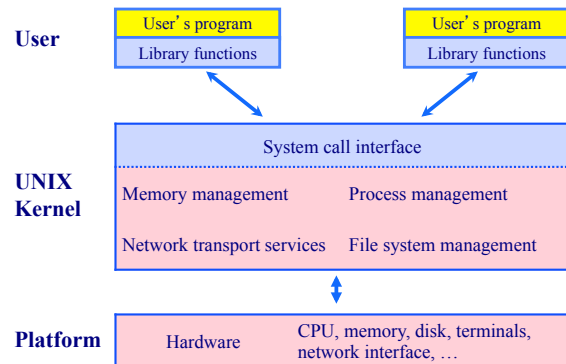 User
User’s program
Library functions
User’s program
Library functions
UNIX
Kernel
System call interface
Memory management
Process management
Network transport services
File system management
Platform
Hardware
CPU, memory, disk, terminals,
network interface, …